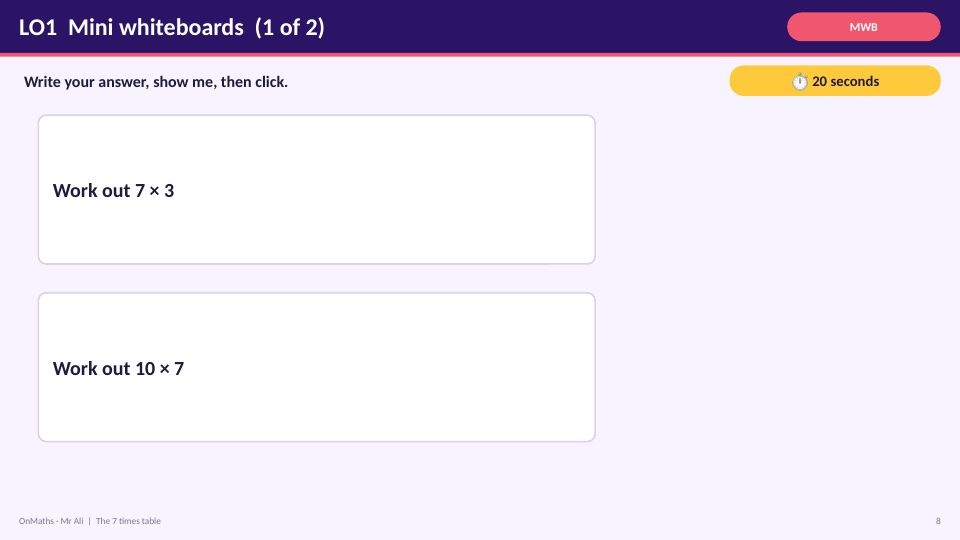 LO1 Mini whiteboards (1 of 2)
MWB
Write your answer, show me, then click.
⏱️ 20 seconds
Work out 7 × 3
Work out 10 × 7
OnMaths - Mr Ali | The 7 times table
8